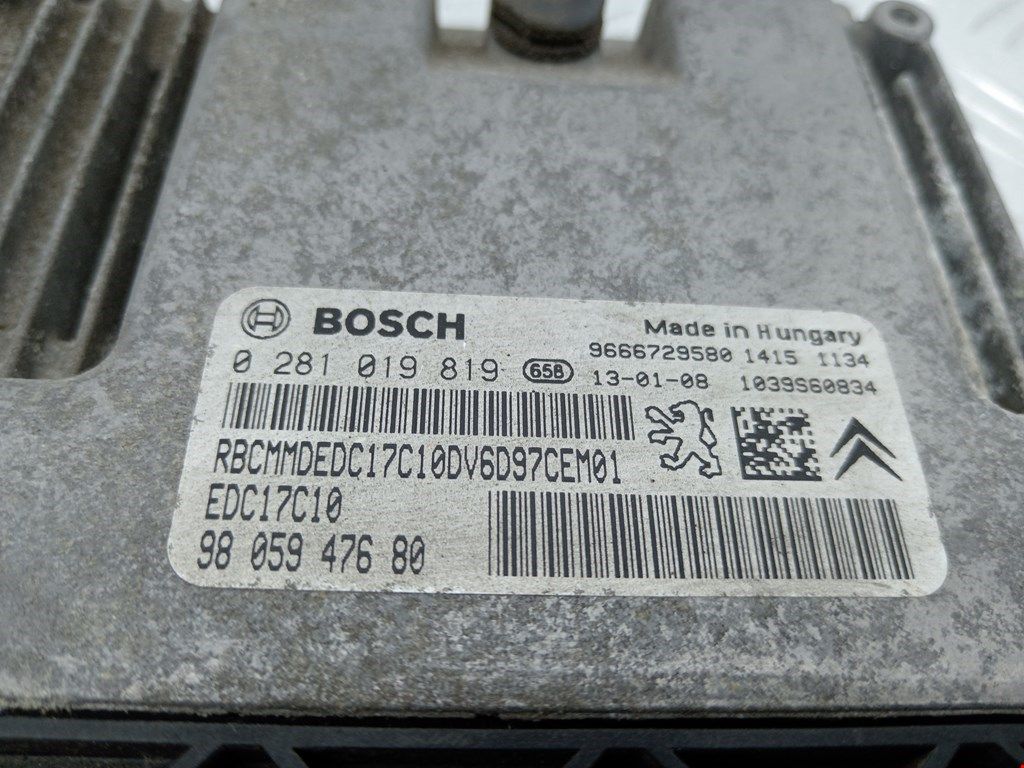 BOSCH
Made in Hungary
0 281 019 819 65B
9666729580 1415 1134
13-01-08 1039S60834
RBCMMDEDC17C10DV6D97CEM01
EDC17C10
98 059 476 80